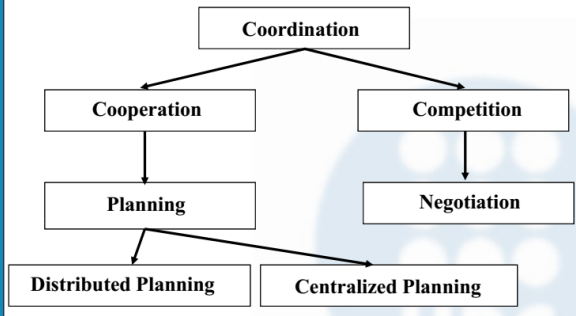 Coordination
Cooperation
Competition
Planning
Negotiation
Distributed Planning
Centralized Planning